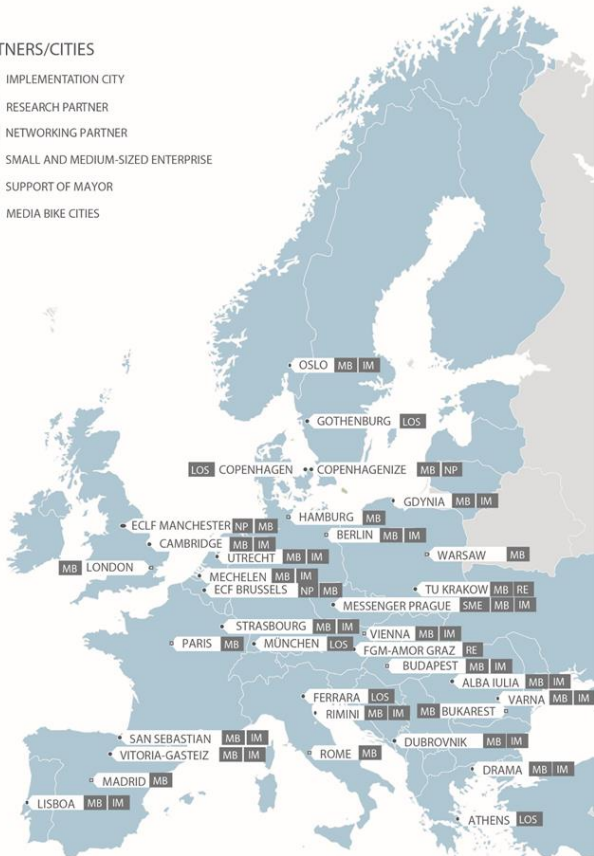 TNERS/CITIES
IMPLEMENTATION CITY
RESEARCH PARTNER
NETWORKING PARTNER
SMALL AND MEDIUM-SIZED ENTERPRISE
SUPPORT OF MAYOR
MEDIA BIKE CITIES
OSLO MB IM
GOTHENBURG LOS
LOS COPENHAGEN COPENHAGENIZE MB NP
GDYNIA MB IM
HAMBURG MB
ECLF MANCHESTER NP MB
BERLIN MB IM
CAMBRIDGE MB IM
WARSAW MB
UTRECHT MB IM
MB LONDON
MECHELEN MB IM
ECF BRUSSELS NP MB
TU KRAKOW MB RE
MESSENGER PRAGUE SME MB IM
STRASBOURG MB IM
VIENNA MB IM
PARIS MB
MÜNCHEN LOS
FGM-AMOR GRAZ RE
BUDAPEST MB IM
ALBA IULIA MB IM
FERRARA LOS
VARNA MB IM
RIMINI MB IM
MB BUKAREST
SAN SEBASTIAN MB IM
DUBROVNIK MB IM
VITORIA-GASTEIZ MB IM
ROME MB
DRAMA MB IM
MADRID MB
LISBOA MB IM
ATHENS LOS